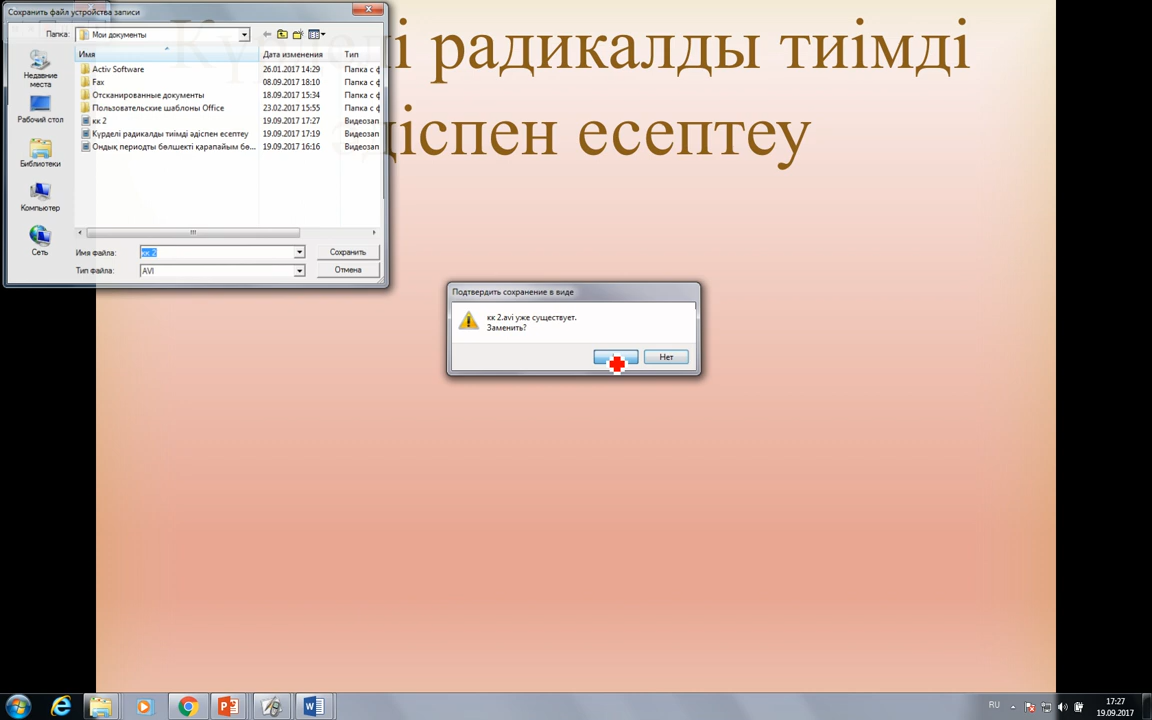 Сохранить файл устройства записи
Папка: Мои документы
Имя Дата изменения Тип
Activ Software 26.01.2017 14:29 Папка с ф
Fax 08.09.2017 18:10 Папка с ф
Отсканированные документы 18.09.2017 15:34 Папка с ф
Пользовательские шаблоны Office 23.02.2017 15:55 Папка с ф
кк 2 19.09.2017 17:27 Видеозап
Күрделі радикалды тиімді әдіспен есептеу 19.09.2017 17:19 Видеозап
Ондық периодты бөлшекті қарапайым бө... 19.09.2017 16:16 Видеозап
Недавние
места
Рабочий стол
Библиотеки
Компьютер
Сеть
Имя файла: кк 2 Сохранить
Тип файла: AVI Отмена
і радикалды тиімді
діспен есептеу
Подтвердить сохранение в виде
кк 2.avi уже существует.
Заменить?
Нет
RU 17:27
19.09.2017